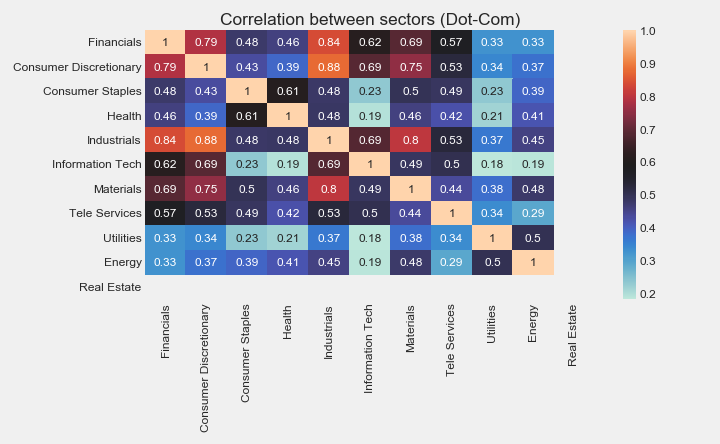 Correlation between sectors (Dot-Com)
Financials 1 0.79 0.48 0.46 0.84 0.62 0.69 0.57 0.33 0.33
Consumer Discretionary 0.79 1 0.43 0.39 0.88 0.69 0.75 0.53 0.34 0.37
Consumer Staples 0.48 0.43 1 0.61 0.48 0.23 0.5 0.49 0.23 0.39
Health 0.46 0.39 0.61 1 0.48 0.19 0.46 0.42 0.21 0.41
Industrials 0.84 0.88 0.48 0.48 1 0.69 0.8 0.53 0.37 0.45
Information Tech 0.62 0.69 0.23 0.19 0.69 1 0.49 0.5 0.18 0.19
Materials 0.69 0.75 0.5 0.46 0.8 0.49 1 0.44 0.38 0.48
Tele Services 0.57 0.53 0.49 0.42 0.53 0.5 0.44 1 0.34 0.29
Utilities 0.33 0.34 0.23 0.21 0.37 0.18 0.38 0.34 1 0.5
Energy 0.33 0.37 0.39 0.41 0.45 0.19 0.48 0.29 0.5 1
Real Estate
Financials
Consumer Discretionary
Consumer Staples
Health
Industrials
Information Tech
Materials
Tele Services
Utilities
Energy
Real Estate
1.0
0.9
0.8
0.7
0.6
0.5
0.4
0.3
0.2